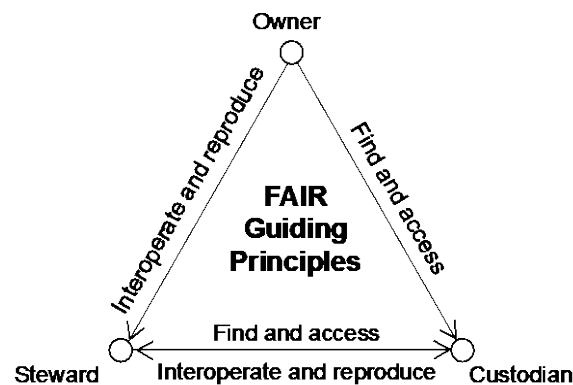 Owner
Interoperate and reproduce
Find and access
FAIR
Guiding
Principles
Find and access
Steward
Interoperate and reproduce
Custodian